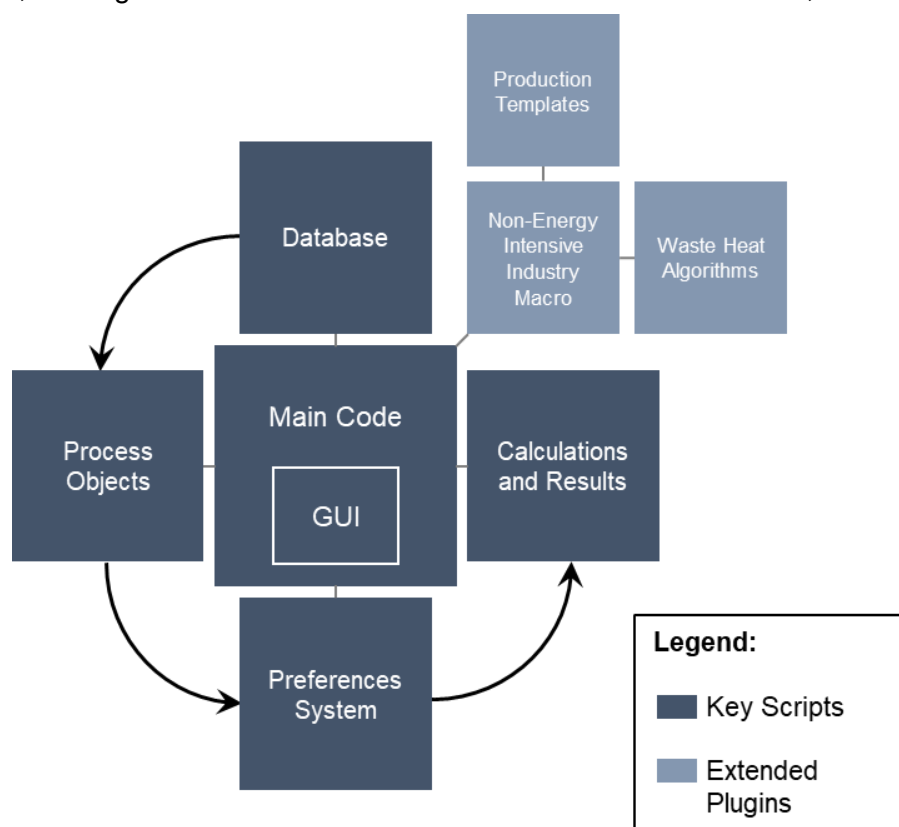 Production
Templates
Database
Non-Energy
Intensive
Industry
Macro
Waste Heat
Algorithms
Process
Objects
Main Code
GUI
Calculations
and Results
Preferences
System
Legend:
Key Scripts
Extended
Plugins